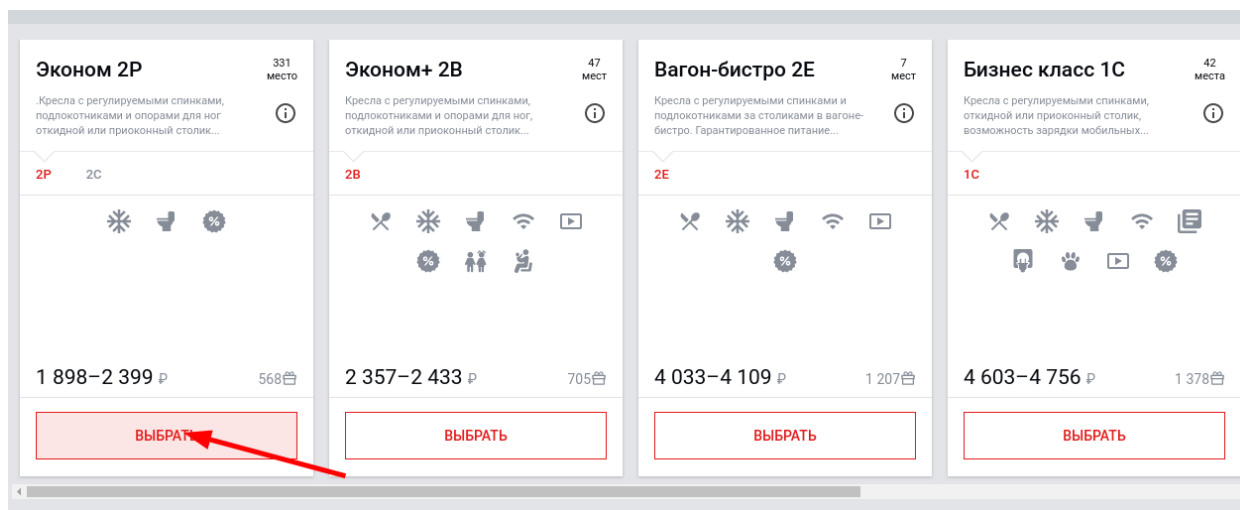 Эконом 2Р
331
место
.Кресла с регулируемыми спинками,
подлокотниками и опорами для ног
откидной или приоконный столик...
2Р 2С
%
1 898–2 399 ₽
568
ВЫБРАТЬ
Эконом+ 2В
47
мест
Кресла с регулируемыми спинками,
подлокотниками и опорами для ног,
откидной или приоконный столик...
2В
%
2 357–2 433 ₽
705
ВЫБРАТЬ
Вагон-бистро 2Е
7
мест
Кресла с регулируемыми спинками и
подлокотниками за столиками в вагоне-
бистро. Гарантированное питание...
2Е
%
4 033–4 109 ₽
1 207
ВЫБРАТЬ
Бизнес класс 1С
42
места
Кресла с регулируемыми спинками,
откидной или приоконный столик,
возможность зарядки мобильных...
1С
%
4 603–4 756 ₽
1 378
ВЫБРАТЬ